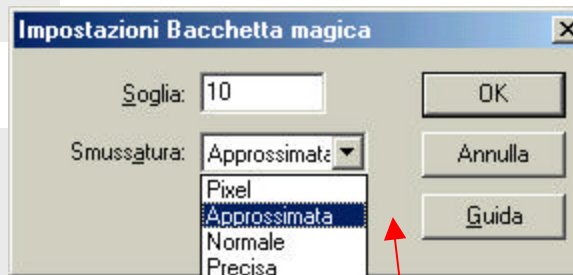 Impostazioni Bacchetta magica
Soglia: 10
OK
Smussatura: Approssimata
Annulla
Pixel
Approssimata
Guida
Normale
Precisa